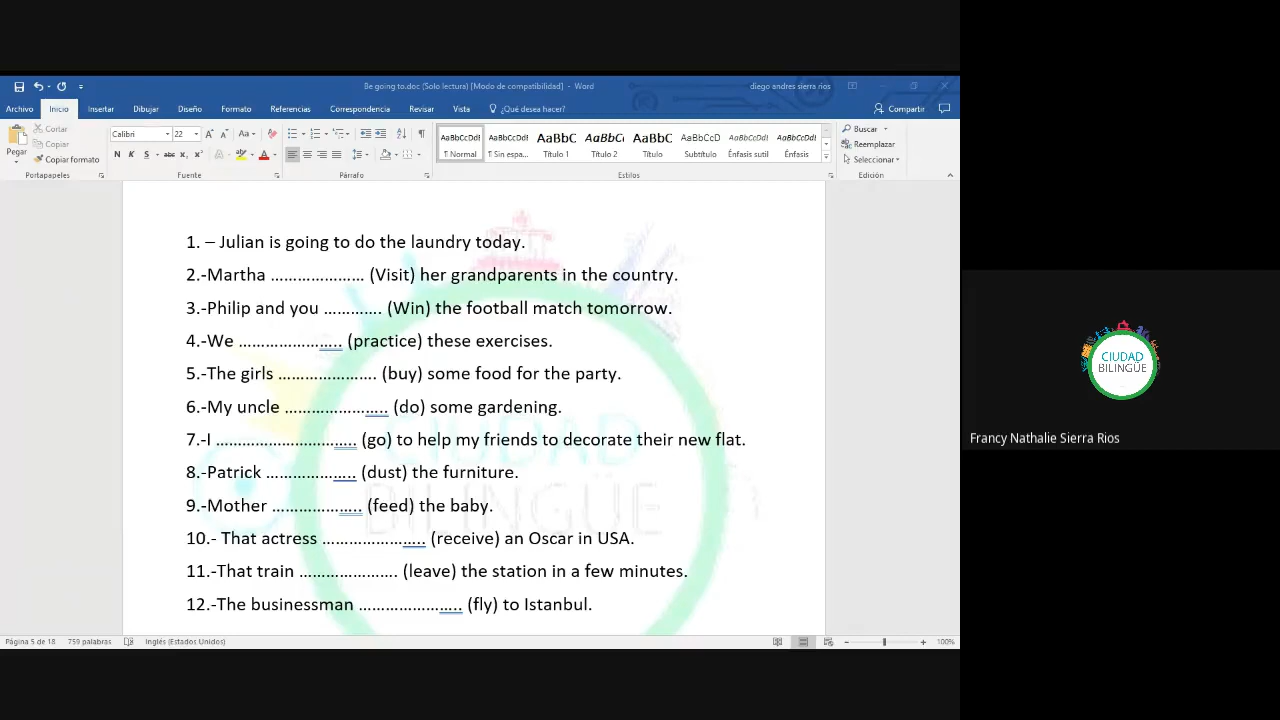 Be going to.doc (Solo lectura) [Modo de compatibilidad] - Word
diego andres sierra rios
Archivo Inicio Insertar Dibujar Diseño Formato Referencias Correspondencia Revisar Vista ¿Qué desea hacer? Compartir
Pegar
Cortar
Copiar
Copiar formato
Portapapeles
Calibri 22
N K S abc x₂ x²
Fuente
Párrafo
AaBbCcDdI AaBbCcDdI AaBbC AaBbC AaBbC AaBbCcD AaBbCcDdI AaBbCcDdI
¶ Normal ¶ Sin espa... Título 1 Título 2 Título Subtítulo Énfasis sutil Énfasis
Estilos
Buscar
Reemplazar
Seleccionar
Edición
1. – Julian is going to do the laundry today.
2.-Martha ………………… (Visit) her grandparents in the country.
3.-Philip and you …………. (Win) the football match tomorrow.
4.-We ………………….. (practice) these exercises.
5.-The girls …………………. (buy) some food for the party.
6.-My uncle ………………….. (do) some gardening.
7.-I ………………………….. (go) to help my friends to decorate their new flat.
8.-Patrick ……………….. (dust) the furniture.
9.-Mother ……………….. (feed) the baby.
10.- That actress ………………….. (receive) an Oscar in USA.
11.-That train …………………. (leave) the station in a few minutes.
12.-The businessman ………………….. (fly) to Istanbul.
CIUDAD
BILINGÜE
Página 5 de 18 759 palabras Inglés (Estados Unidos) 100%
CIUDAD
BILINGÜE
Francy Nathalie Sierra Rios